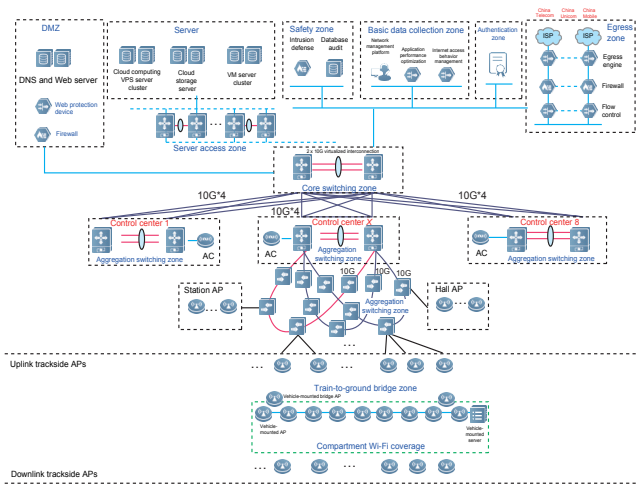 DMZ
DNS and Web server
Web protection
device
Firewall
Server
Cloud computing
VPS server
cluster
Cloud
storage
server
VM server
cluster
Server access zone
Safety zone
Intrusion
defense
Database
audit
Basic data collection zone
Network
management
platform
Application
performance
optimization
Internet access
behavior
management
Authentication
zone
China
Telecom
China
Unicom
China
Mobile
Egress
zone
ISP
ISP
Egress
engine
Firewall
Flow
control
2 x 10G virtualized interconnection
Core switching zone
10G*4
10G*4
10G*4
Control center 1
AC
Aggregation switching zone
Control center X
AC
Aggregation
switching zone
Control center 8
AC
Aggregation switching zone
10G
10G
10G
Station AP
...
Hall AP
...
Aggregation
switching zone
...
Uplink trackside APs
...
...
Train-to-ground bridge zone
Vehicle-mounted bridge AP
Vehicle-
mounted AP
Vehicle-
mounted
server
Compartment Wi-Fi coverage
Downlink trackside APs
...
...